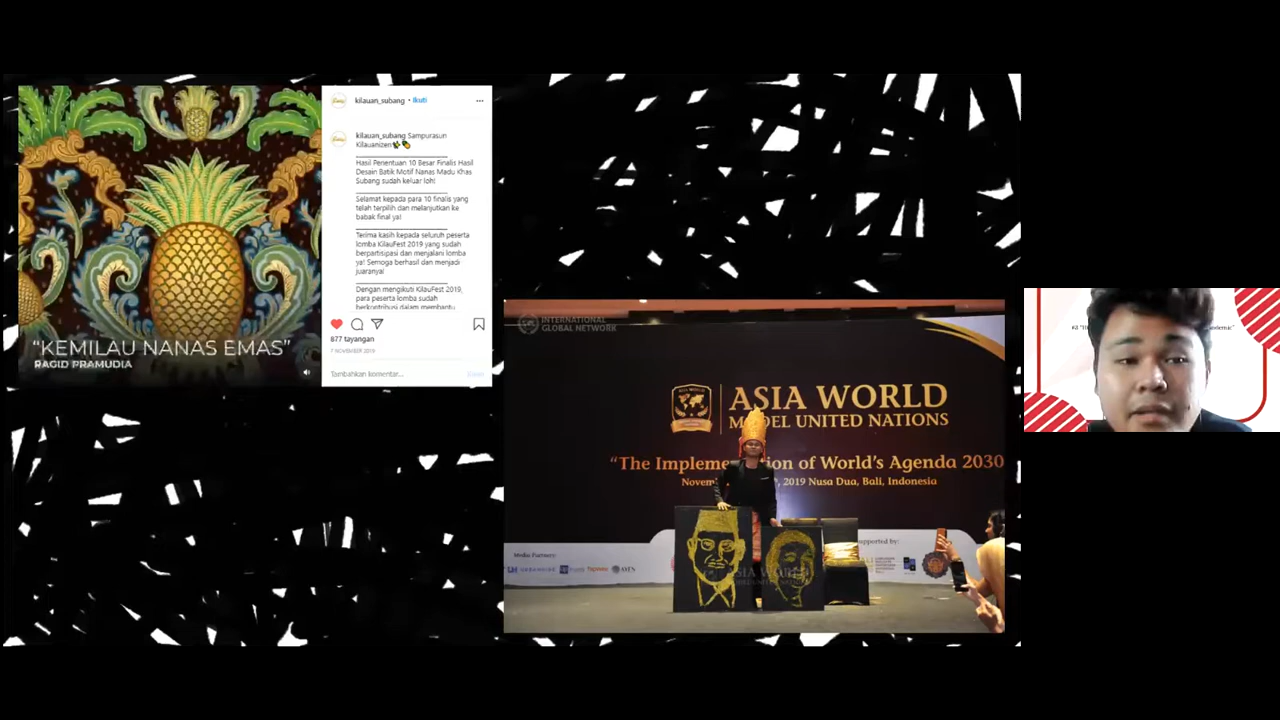 "KEMILAU NANAS EMAS"
RAGID PRAMUDIA
kilauan_subang • Ikuti
kilauan_subang Sampurasun
Kilauanizen
Hasil Penentuan 10 Besar Finalis Hasil
Desain Batik Motif Nanas Madu Khas
Subang sudah keluar loh!
Selamat kepada para 10 finalis yang
telah terpilih dan melanjutkan ke
babak final ya!
Terima kasih kepada seluruh peserta
lomba KilauFest 2019 yang sudah
berpartisipasi dan menjalani lomba
ya! Semoga berhasil dan menjadi
juaranya!
Dengan mengikuti KilauFest 2019,
para peserta lomba sudah
berkontribusi dalam membantu
877 tayangan
7 NOVEMBER 2019
Tambahkan komentar...
INTERNATIONAL
GLOBAL NETWORK
ASIA WORLD
MODEL UNITED NATIONS
"The Implementation of World's Agenda 2030
2019 Nusa Dua, Bali, Indonesia
Media Partners:
supported by:
ASIA WORLD